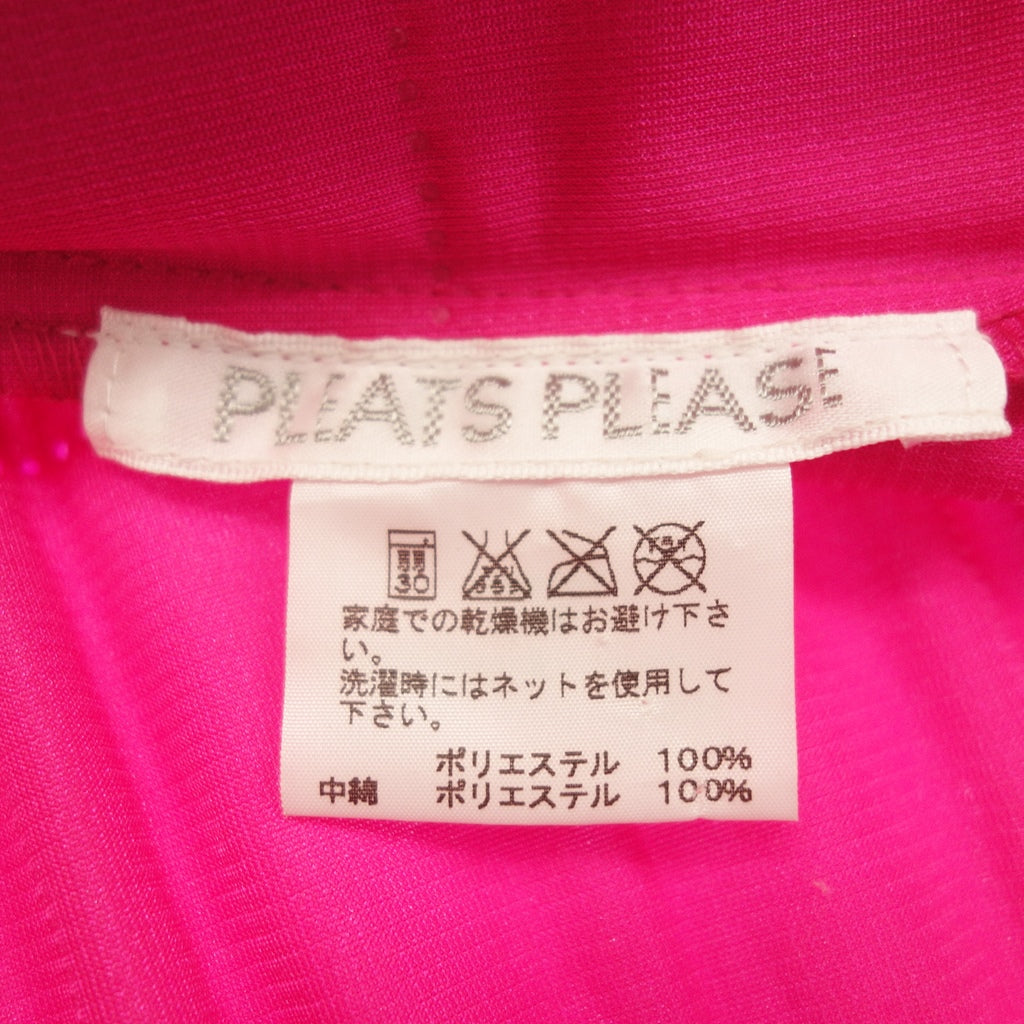 PLEATS PLEASE
弱
30
家庭での乾燥機はお避け下さ
い。
洗濯時にはネットを使用して
下さい。
ポリエステル 100%
中綿 ポリエステル 100%